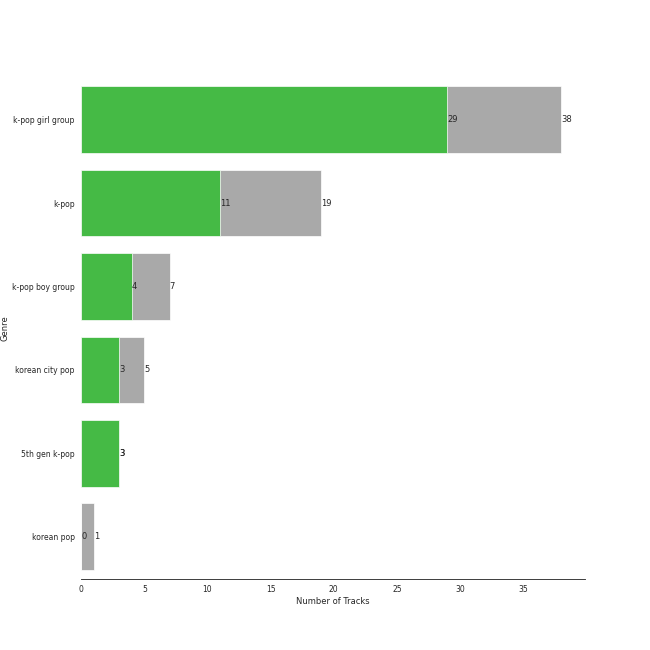 k-pop girl group
29
38
k-pop
11
19
k-pop boy group
4
7
Genre
korean city pop
3
5
5th gen k-pop
3
korean pop
0
1
0 5 10 15 20 25 30 35
Number of Tracks